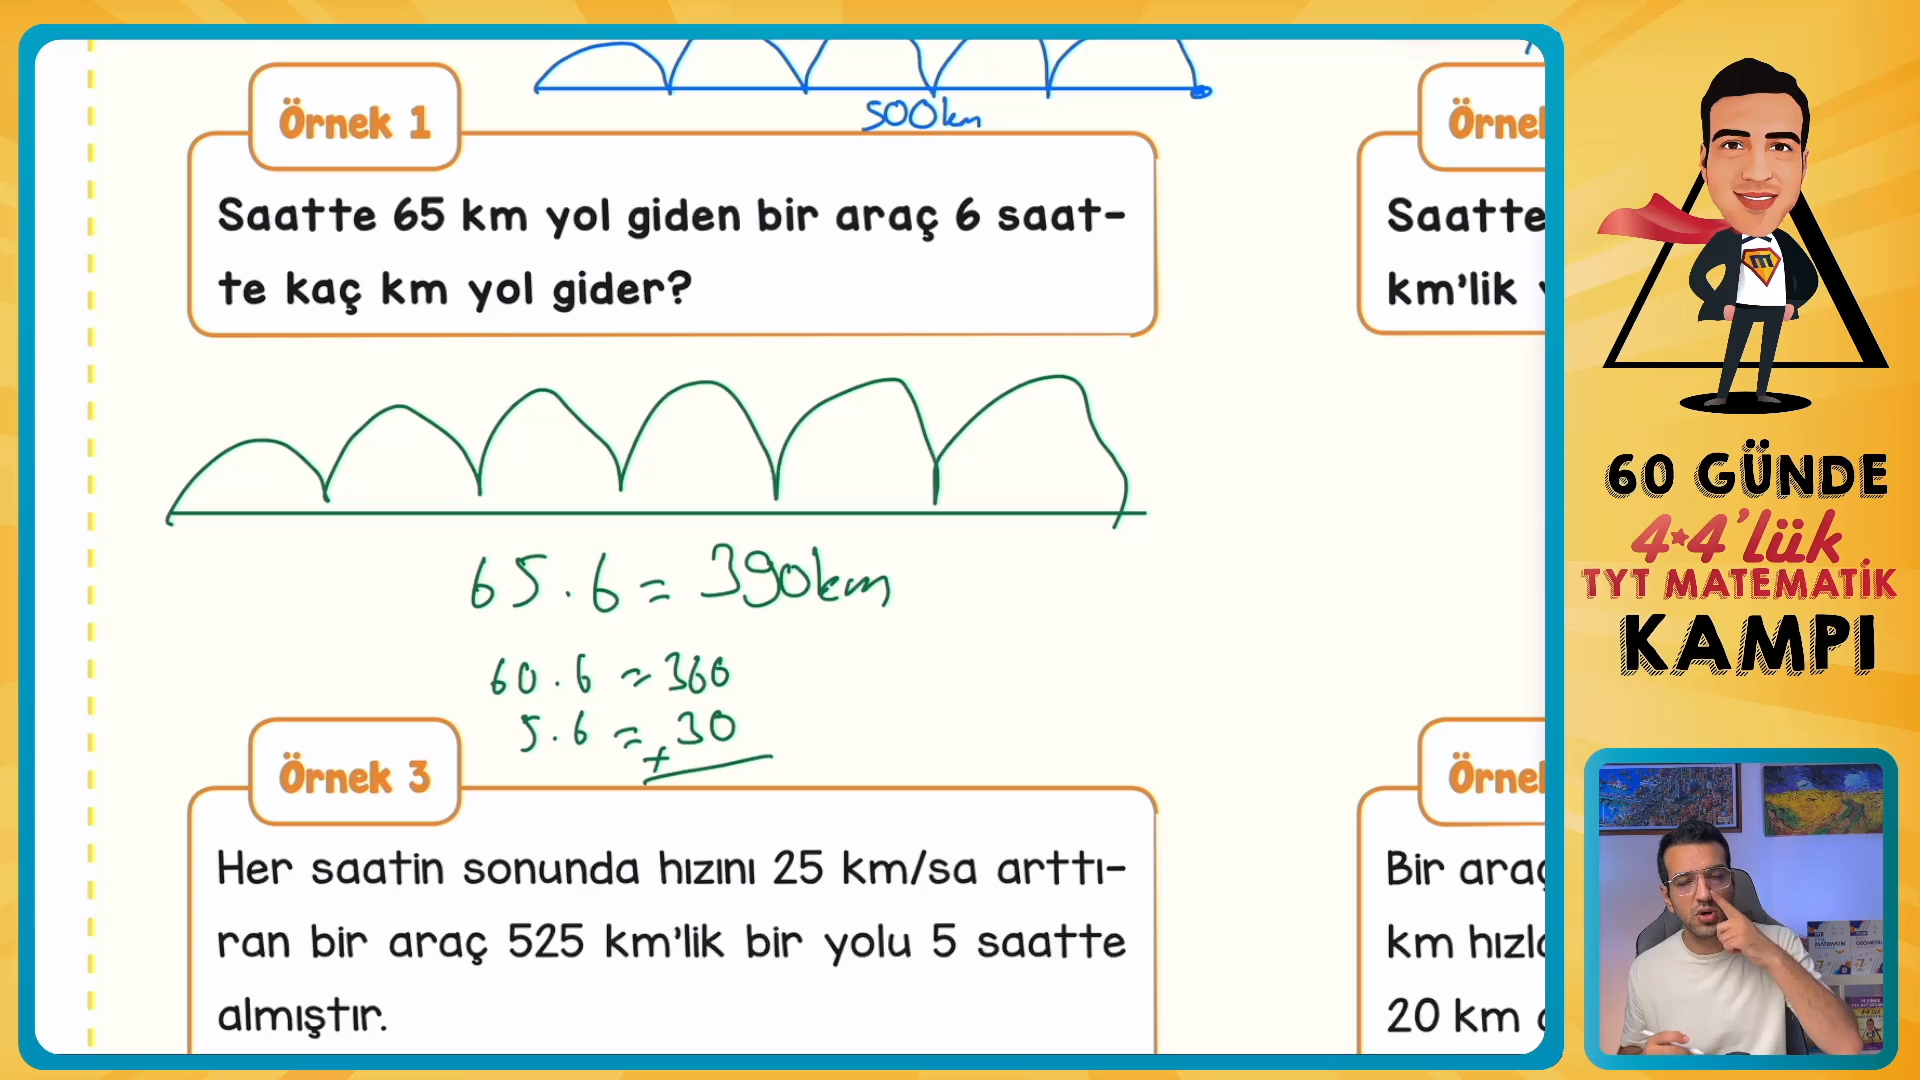 500km
Örnek 1
Saatte 65 km yol giden bir araç 6 saat-
te kaç km yol gider?
65.6 = 390km
60.6 = 360
5.6 = 30
+
Örnek 3
Her saatin sonunda hızını 25 km/sa arttı-
ran bir araç 525 km'lik bir yolu 5 saatte
almıştır.
Örne
Saatte
km'lik
Örne
Bir araç
km hızla
20 km
m
60 GÜNDE
4★4'lük
TYT MATEMATİK
KAMPI
MATEMATİK
GEOMETRİ